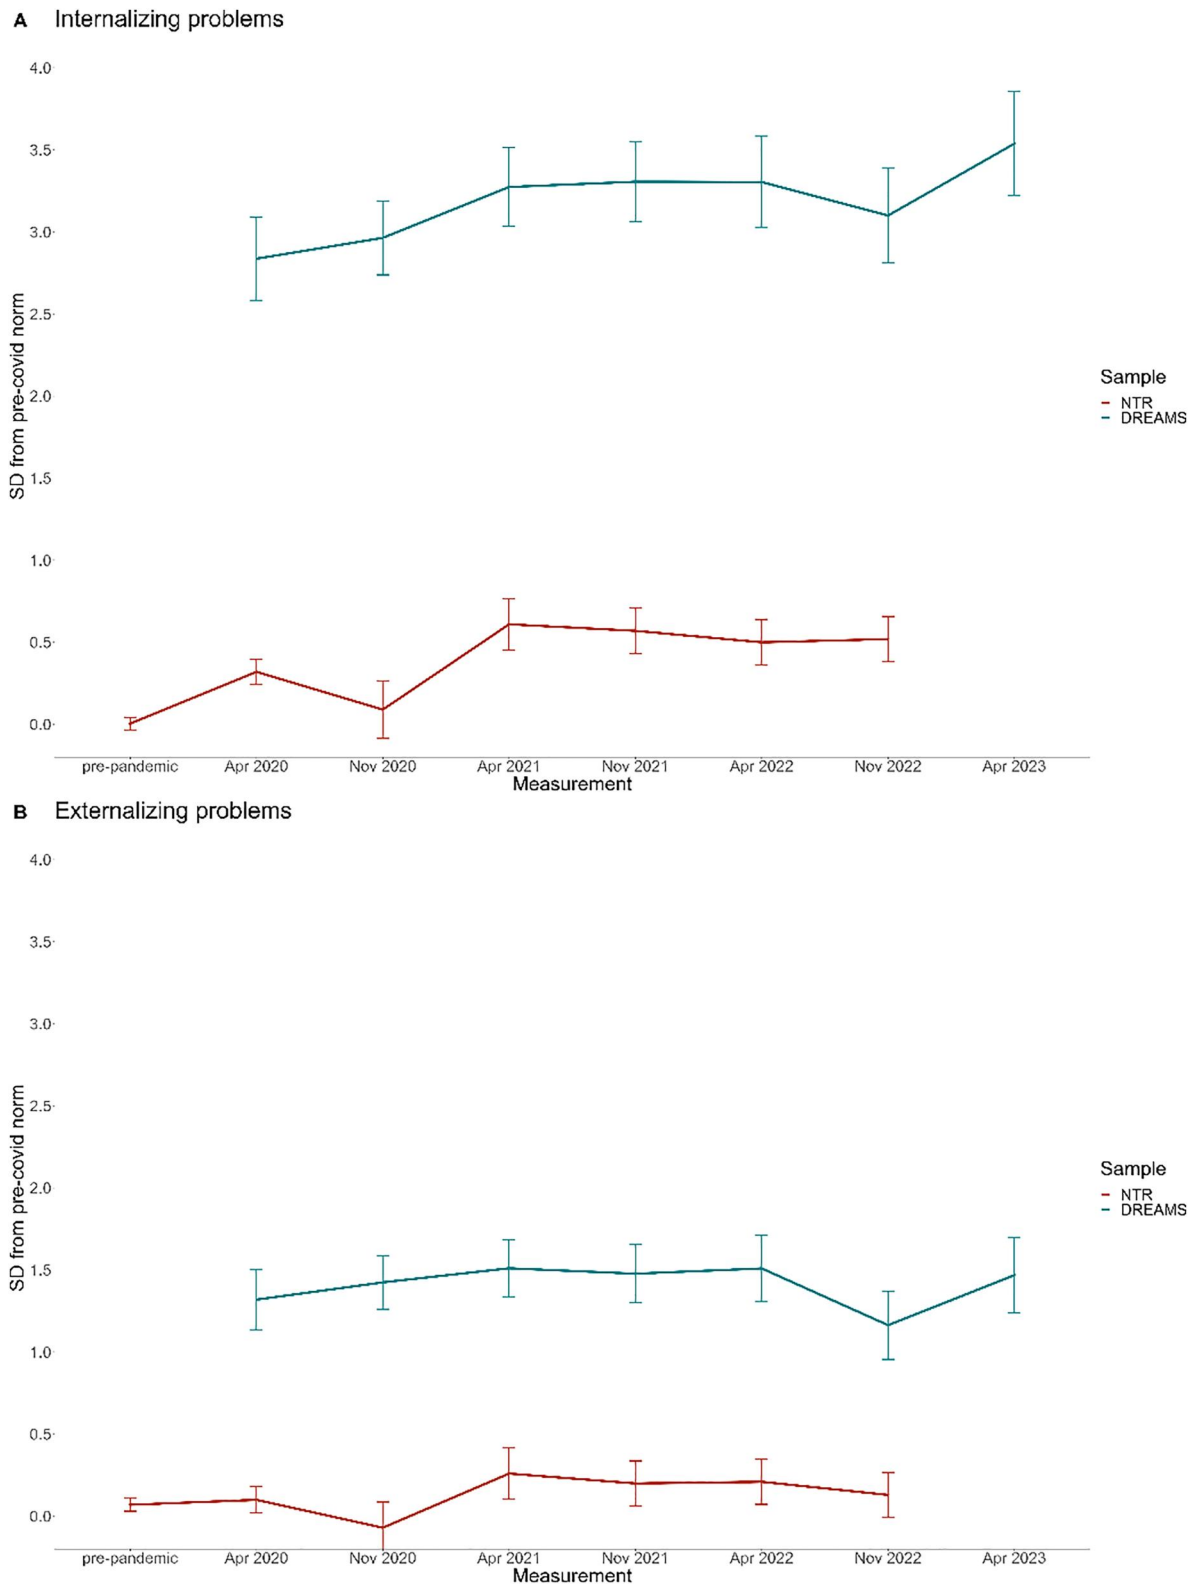 A Internalizing problems
4.0
3.5
3.0
2.5
2.0
1.5
1.0
0.5
0.0
SD from pre-covid norm
Sample
NTR
DREAMS
pre-pandemic Apr 2020 Nov 2020 Apr 2021 Nov 2021 Apr 2022 Nov 2022 Apr 2023
Measurement
B Externalizing problems
4.0
3.5
3.0
2.5
2.0
1.5
1.0
0.5
0.0
SD from pre-covid norm
Sample
NTR
DREAMS
pre-pandemic Apr 2020 Nov 2020 Apr 2021 Nov 2021 Apr 2022 Nov 2022 Apr 2023
Measurement